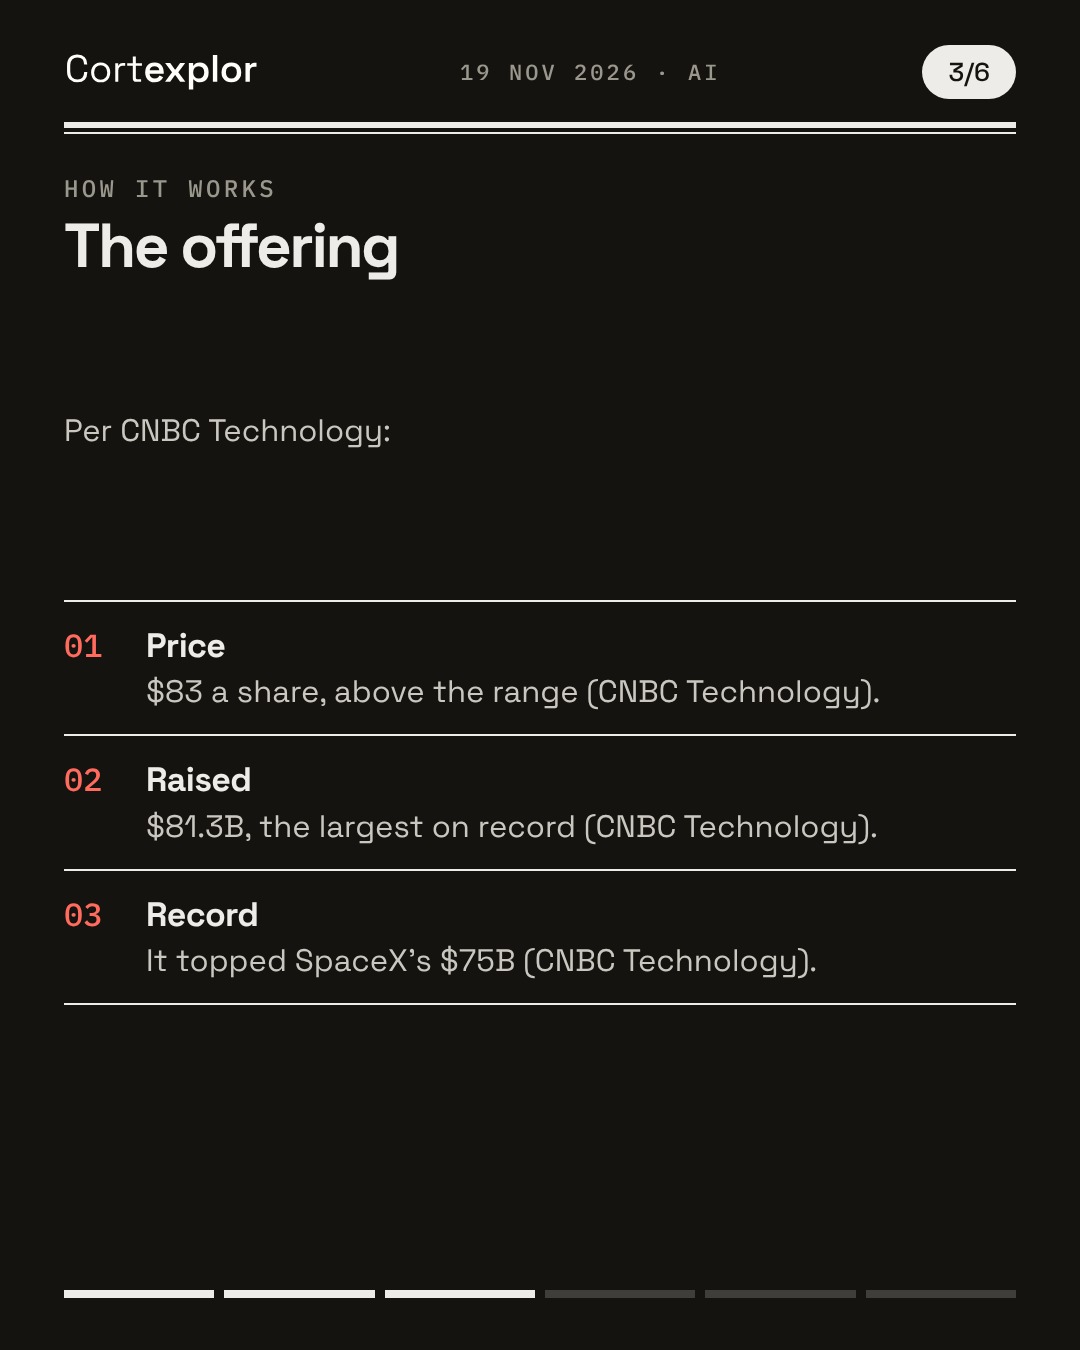 Cortexplor
19 NOV 2026 · AI
3/6
HOW IT WORKS
The offering
Per CNBC Technology:
01 Price
$83 a share, above the range (CNBC Technology).
02 Raised
$81.3B, the largest on record (CNBC Technology).
03 Record
It topped SpaceX’s $75B (CNBC Technology).